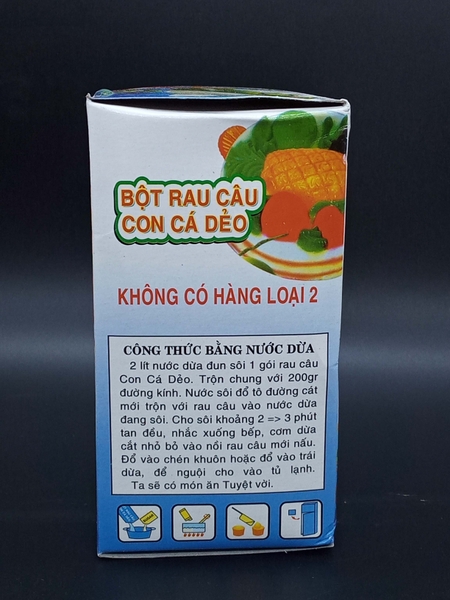 BỘT RAU CÂU
CON CÁ DẺO
KHÔNG CÓ HÀNG LOẠI 2
CÔNG THỨC BẰNG NƯỚC DỪA
2 lít nước dừa đun sôi 1 gói rau câu
Con Cá Dẻo. Trộn chung với 200gr
đường kính. Nước sôi đổ tô đường cát
mới trộn với rau câu vào nước dừa
đang sôi. Cho sôi khoảng 2 => 3 phút
tan đều, nhắc xuống bếp, cơm dừa
cắt nhỏ bỏ vào nồi rau câu mới nấu.
Đổ vào chén khuôn hoặc đổ vào trái
dừa, để nguội cho vào tủ lạnh.
Ta sẽ có món ăn Tuyệt vời.